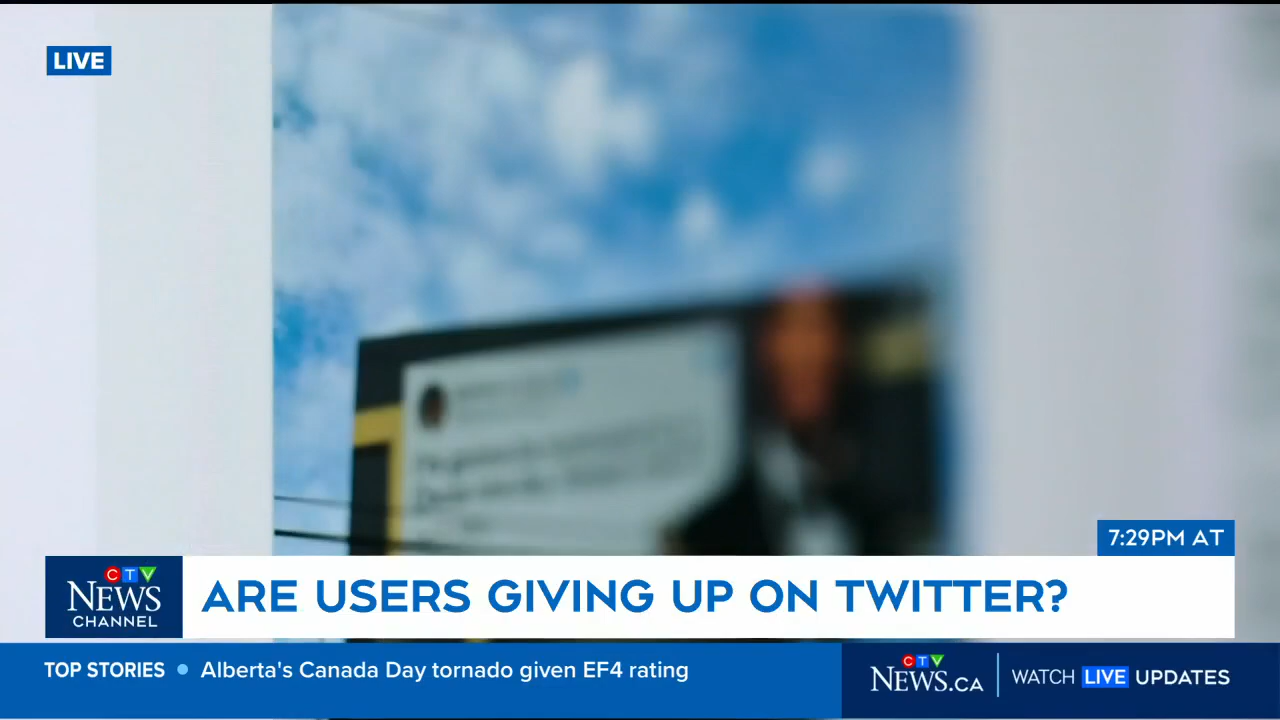 LIVE
7:29PM AT
CTV
NEWS
CHANNEL
ARE USERS GIVING UP ON TWITTER?
TOP STORIES • Alberta's Canada Day tornado given EF4 rating
CTV
NEWS.CA
WATCH LIVE UPDATES